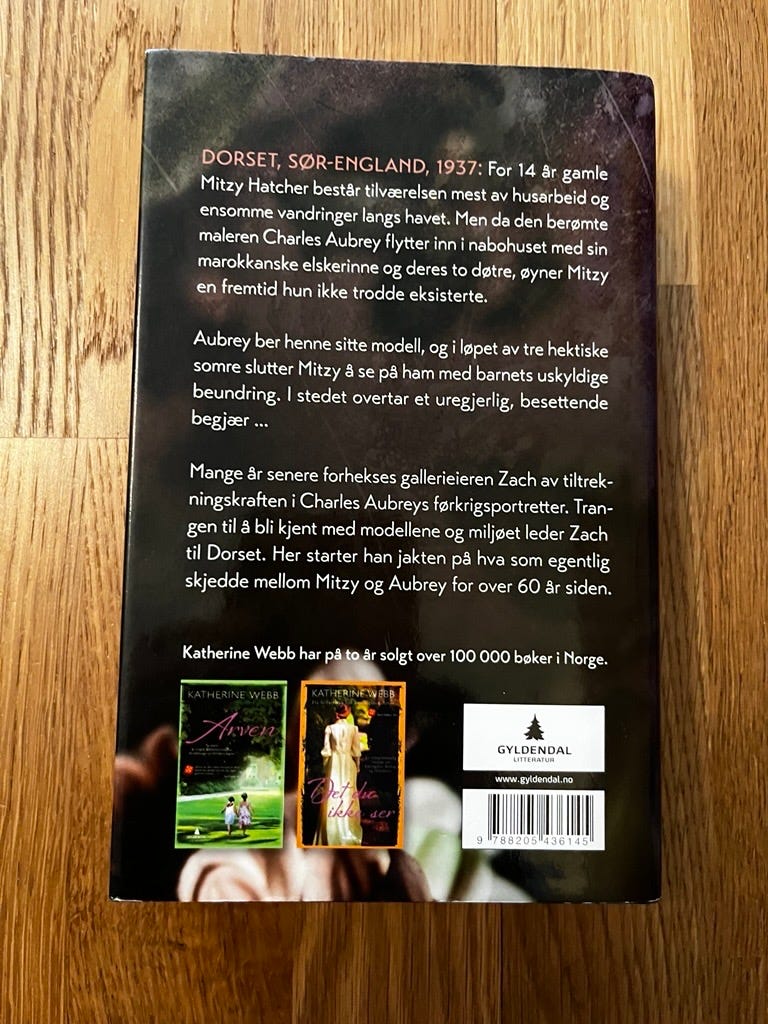 DORSET, SØR-ENGLAND, 1937: For 14 år gamle
Mitzy Hatcher består tilværelsen mest av husarbeid og
ensomme vandringer langs havet. Men da den berømte
maleren Charles Aubrey flytter inn i nabohuset med sin
marokkanske elskerinne og deres to døtre, øyner Mitzy
en fremtid hun ikke trodde eksisterte.
Aubrey ber henne sitte modell, og i løpet av tre hektiske
somre slutter Mitzy å se på ham med barnets uskyldige
beundring. I stedet overtar et uregjerlig, besettende
begjær ...
Mange år senere forhekses gallerieieren Zach av tiltrek-
ningskraften i Charles Aubreys førkrigsportretter. Tran-
gen til å bli kjent med modellene og miljøet leder Zach
til Dorset. Her starter han jakten på hva som egentlig
skjedde mellom Mitzy og Aubrey for over 60 år siden.
Katherine Webb har på to år solgt over 100 000 bøker i Norge.
KATHERINE WEBB
Arven
KATHERINE WEBB
Det du
ikke ser
GYLDENDAL
LITTERATUR
www.gyldendal.no
9 788205 436145